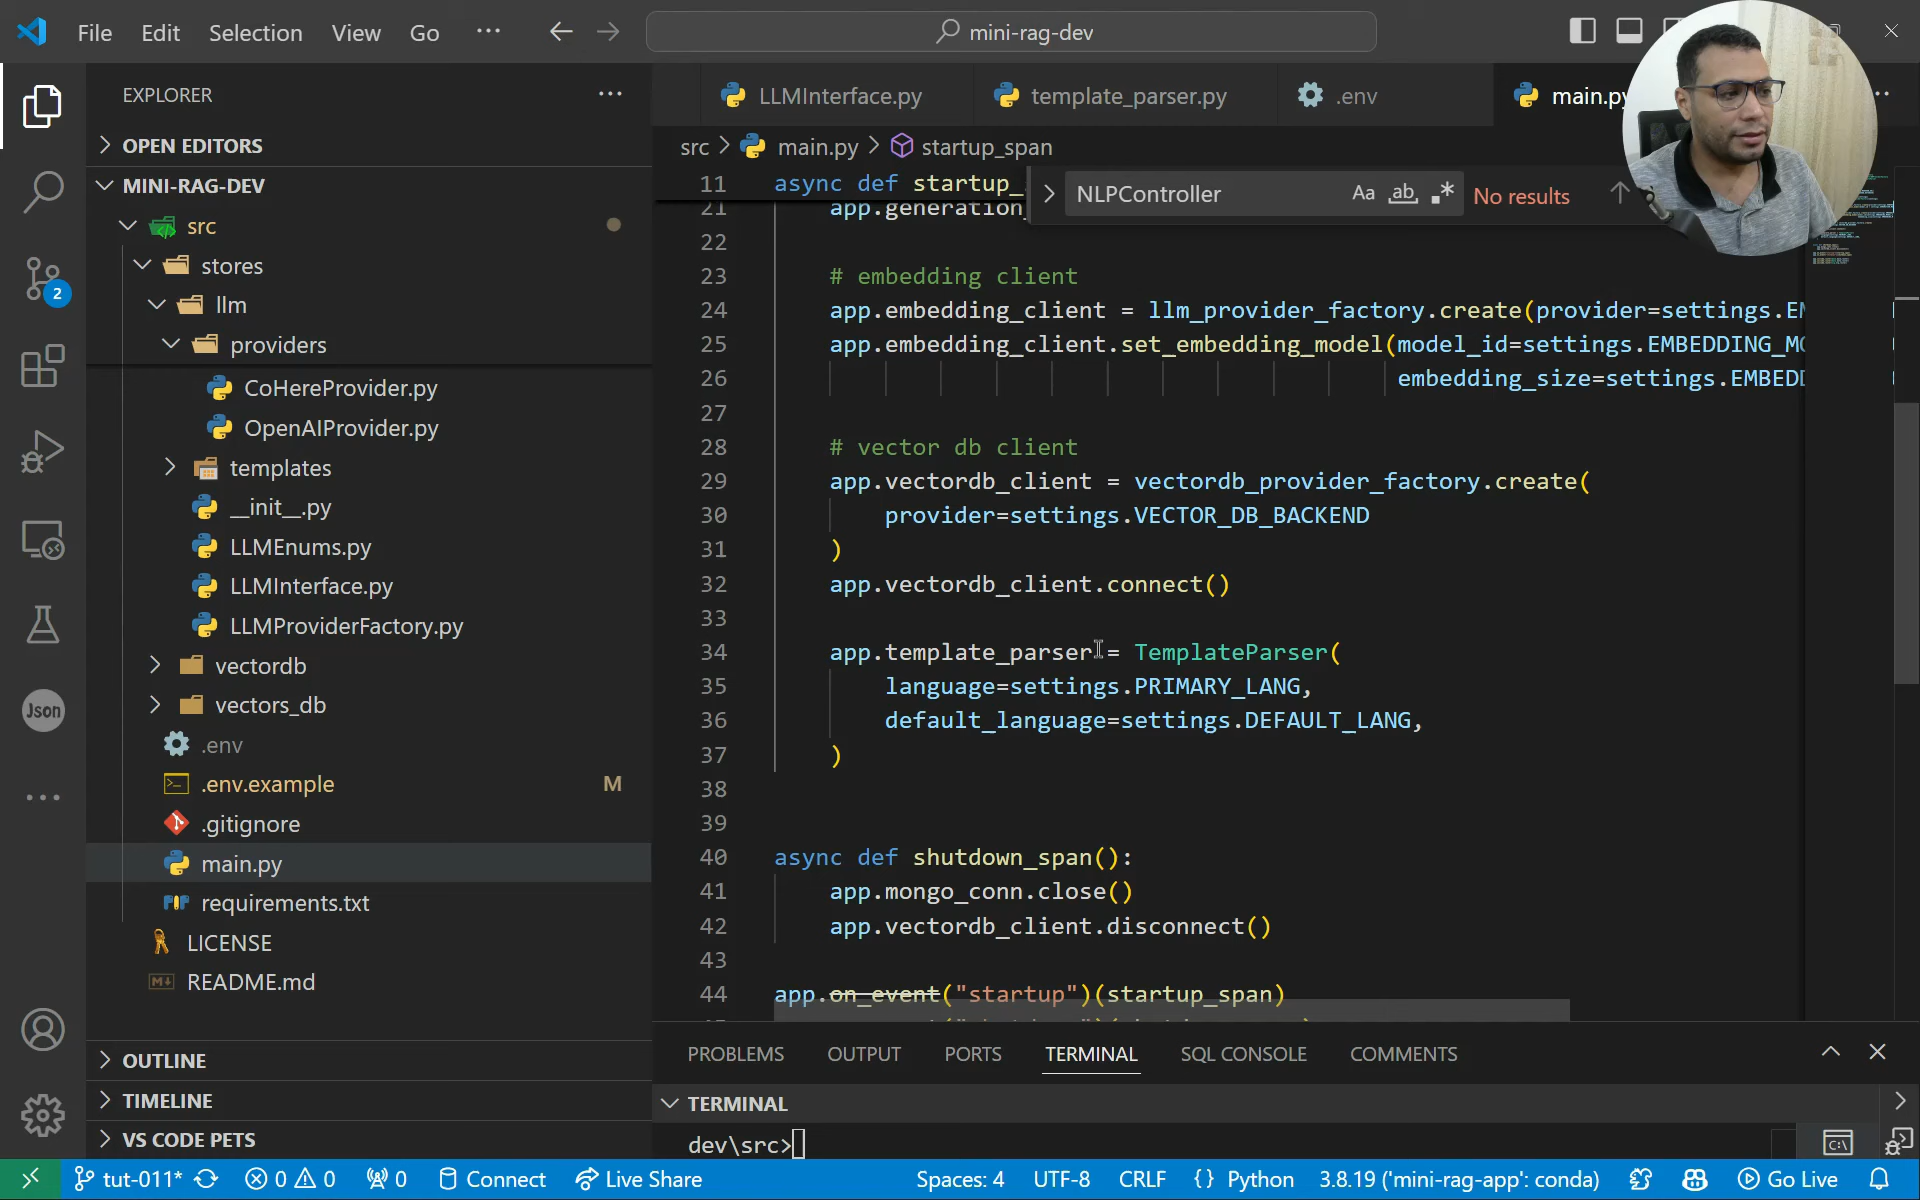 File Edit Selection View Go ... mini-rag-dev
EXPLORER ...
OPEN EDITORS
MINI-RAG-DEV
src
stores
llm
providers
CoHereProvider.py
OpenAIProvider.py
templates
__init__.py
LLMEnums.py
LLMInterface.py
LLMProviderFactory.py
vectordb
vectors_db
.env
.env.example M
.gitignore
main.py
requirements.txt
LICENSE
README.md
OUTLINE
TIMELINE
VS CODE PETS
2
Json
LLMInterface.py template_parser.py .env main.py
src > main.py > startup_span
NLPController Aa ab .* No results
11 async def startup_
21 app.generation_
22
23 # embedding client
24 app.embedding_client = llm_provider_factory.create(provider=settings.EM
25 app.embedding_client.set_embedding_model(model_id=settings.EMBEDDING_MO
26 embedding_size=settings.EMBEDD
27
28 # vector db client
29 app.vectordb_client = vectordb_provider_factory.create(
30 provider=settings.VECTOR_DB_BACKEND
31 )
32 app.vectordb_client.connect()
33
34 app.template_parser = TemplateParser(
35 language=settings.PRIMARY_LANG,
36 default_language=settings.DEFAULT_LANG,
37 )
38
39
40 async def shutdown_span():
41 app.mongo_conn.close()
42 app.vectordb_client.disconnect()
43
44 app.on_event("startup")(startup_span)
PROBLEMS OUTPUT PORTS TERMINAL SQL CONSOLE COMMENTS
TERMINAL
dev\src>
tut-011* 0 0 0 Connect Live Share Spaces: 4 UTF-8 CRLF {} Python 3.8.19 ('mini-rag-app': conda) Go Live